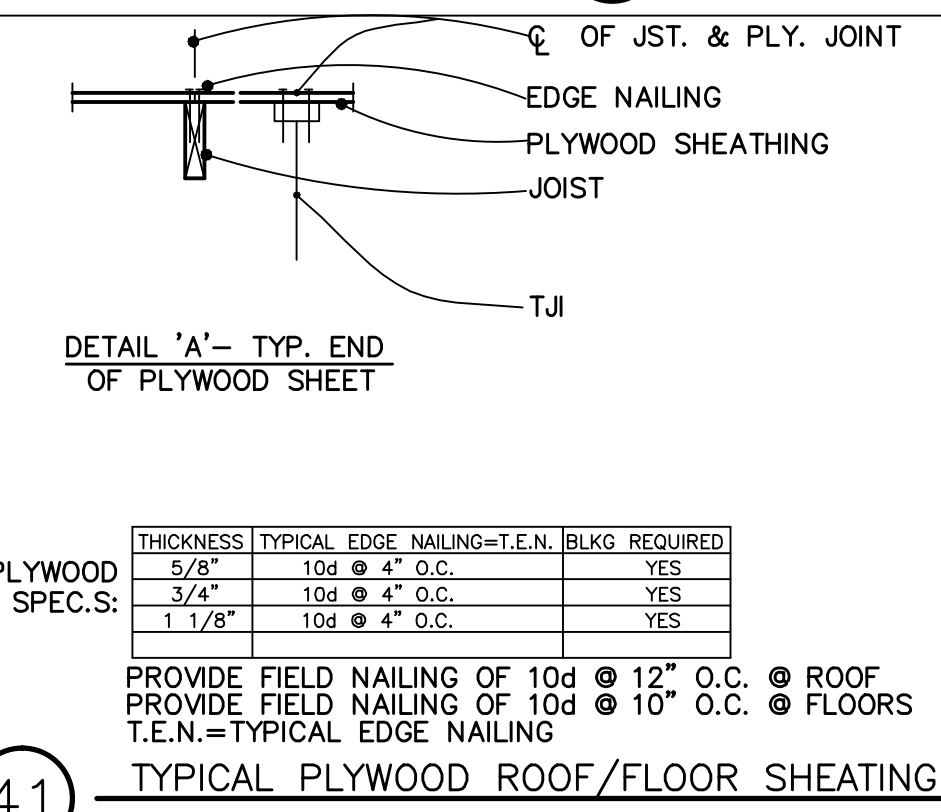 ℄ OF JST. & PLY. JOINT
EDGE NAILING
PLYWOOD SHEATHING
JOIST
TJI
DETAIL 'A'– TYP. END
OF PLYWOOD SHEET
THICKNESS TYPICAL EDGE NAILING=T.E.N. BLKG REQUIRED
5/8" 10d @ 4" O.C. YES
3/4" 10d @ 4" O.C. YES
1 1/8" 10d @ 4" O.C. YES
PLYWOOD
SPEC.S:
PROVIDE FIELD NAILING OF 10d @ 12" O.C. @ ROOF
PROVIDE FIELD NAILING OF 10d @ 10" O.C. @ FLOORS
T.E.N.=TYPICAL EDGE NAILING
41 TYPICAL PLYWOOD ROOF/FLOOR SHEATING